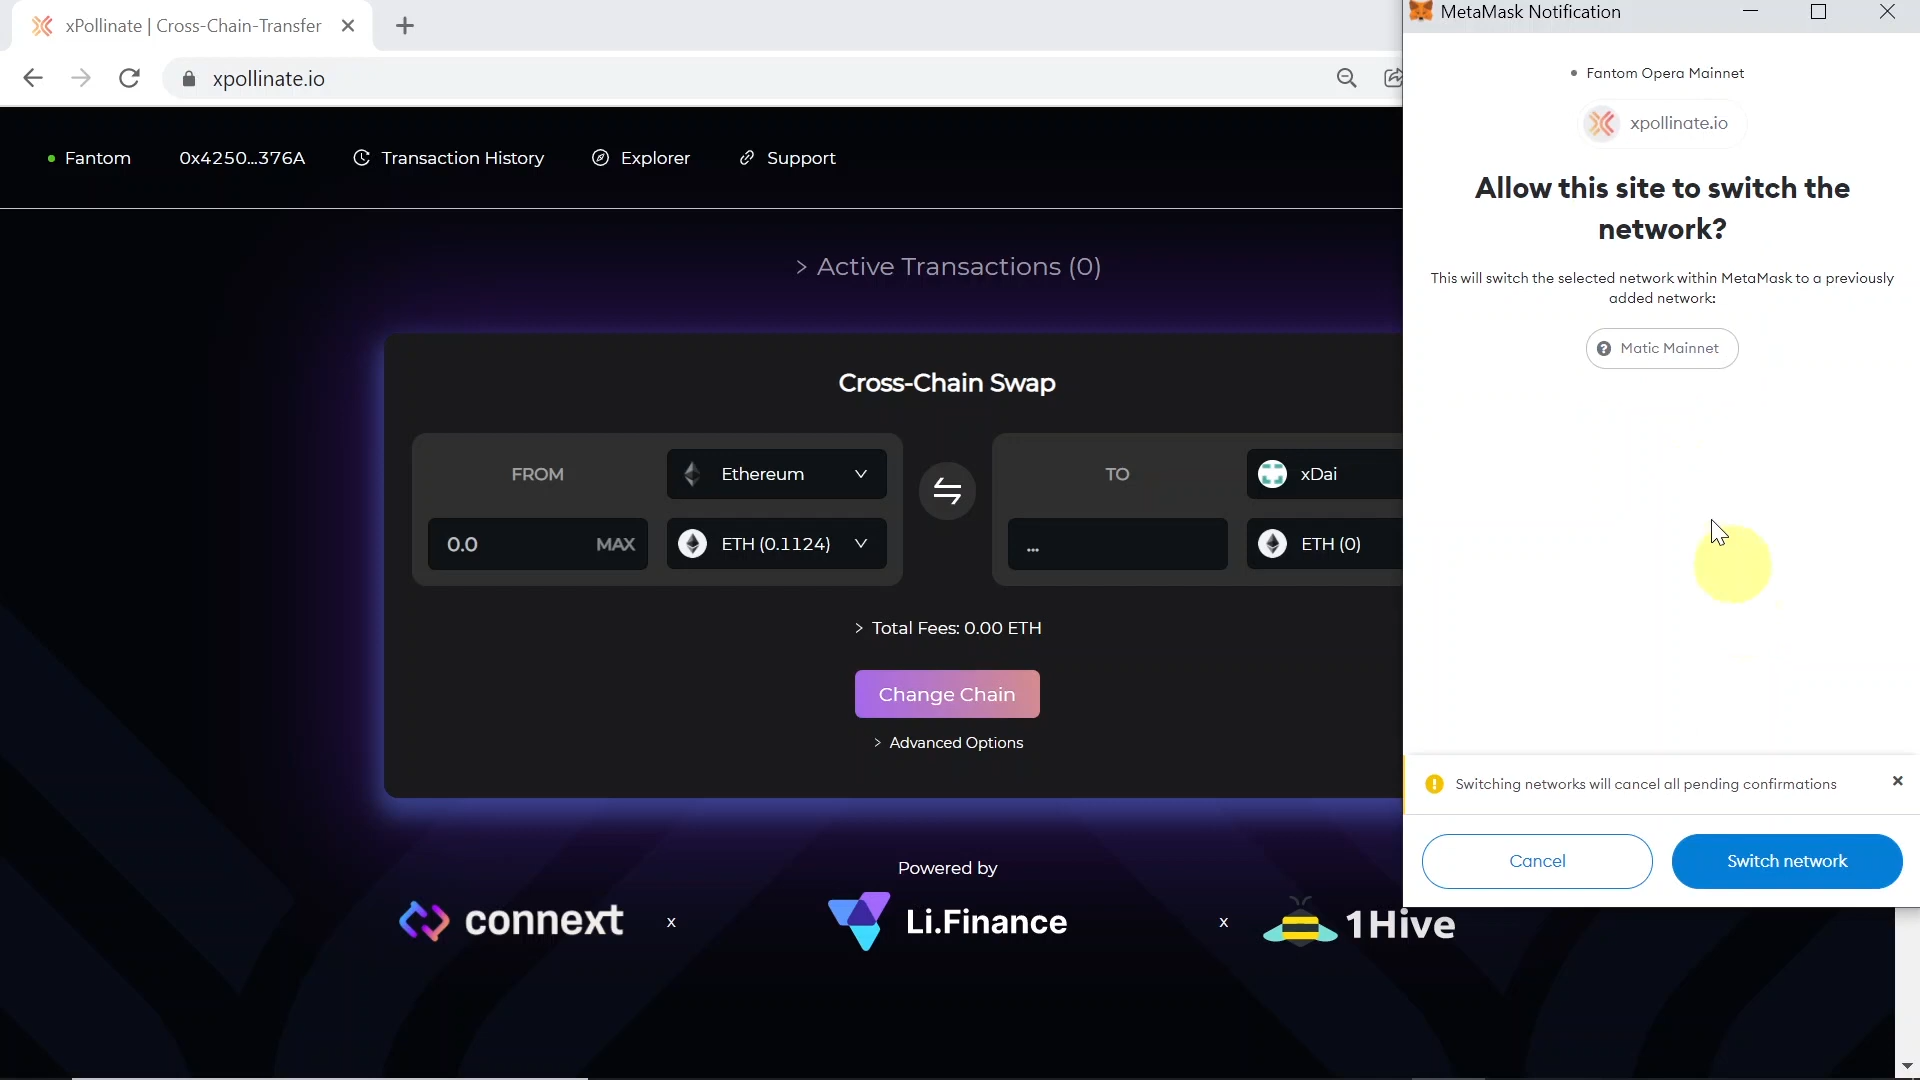 xPollinate | Cross-Chain-Transfer
xpollinate.io
Fantom
0x4250...376A
Transaction History
Explorer
Support
> Active Transactions (0)
Cross-Chain Swap
FROM
Ethereum
0.0
MAX
ETH (0.1124)
TO
xDai
...
ETH (0)
> Total Fees: 0.00 ETH
Change Chain
> Advanced Options
Powered by
connext
x
Li.Finance
x
1Hive
MetaMask Notification
Fantom Opera Mainnet
xpollinate.io
Allow this site to switch the
network?
This will switch the selected network within MetaMask to a previously
added network:
Matic Mainnet
Switching networks will cancel all pending confirmations
Cancel
Switch network